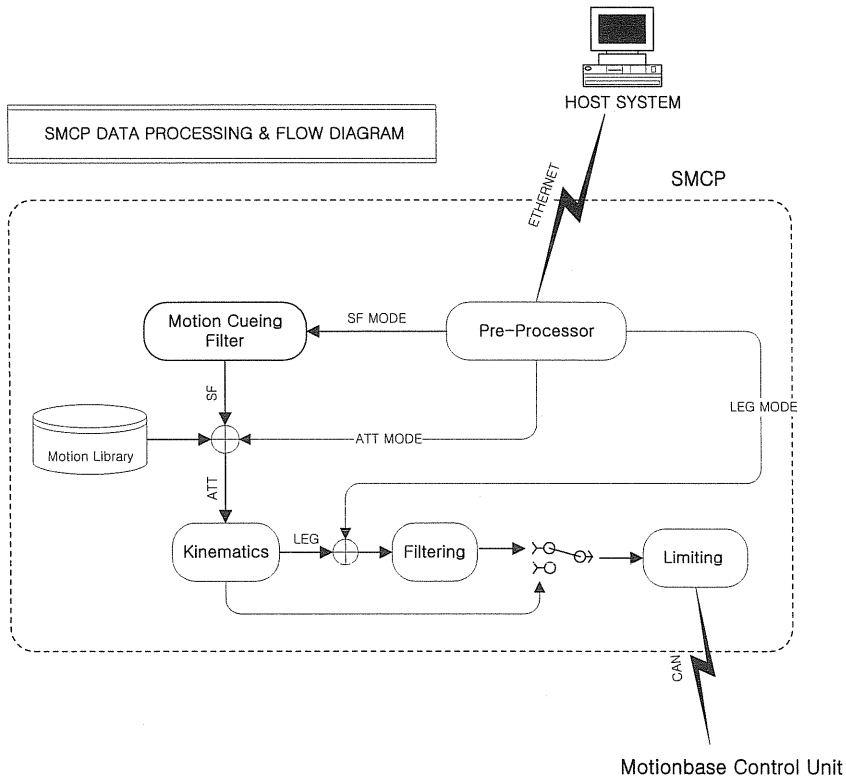 HOST SYSTEM
SMCP DATA PROCESSING & FLOW DIAGRAM
SMCP
ETHERNET
Motion Cueing
Filter
SF MODE
Pre-Processor
SF
LEG MODE
Motion Library
ATT MODE
ATT
Kinematics
LEG
Filtering
Limiting
CAN
Motionbase Control Unit